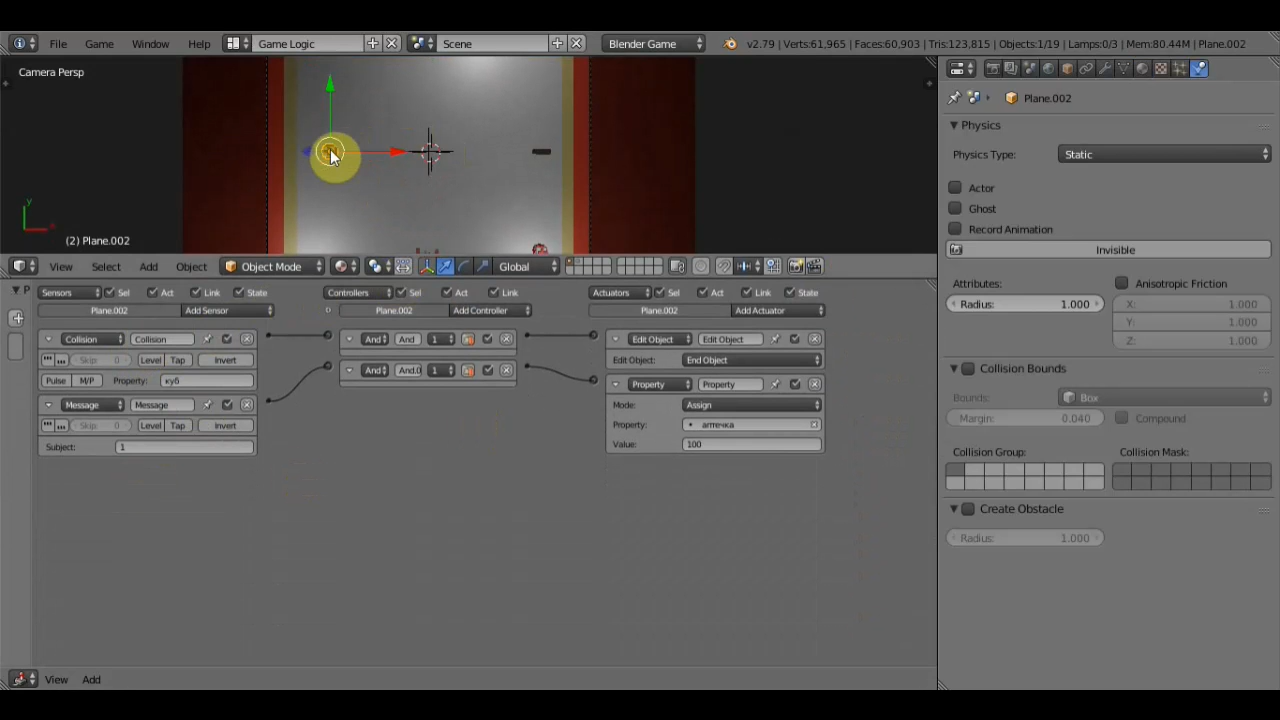 File Game Window Help Game Logic Scene Blender Game v2.79 | Verts:61,965 | Faces:60,903 | Tris:123,815 | Objects:1/19 | Lamps:0/3 | Mem:80.44M | Plane.002
Camera Persp
Plane.002
Physics
Physics Type: Static
Actor
Ghost
Record Animation
y
x
(2) Plane.002
Invisible
View Select Add Object Object Mode Global
Attributes: Anisotropic Friction
Radius: 1.000 X: 1.000
Y: 1.000
Z: 1.000
Sensors Sel Act Link State Controllers Sel Act Link Actuators Sel Act Link State
Plane.002 Add Sensor Plane.002 Add Controller Plane.002 Add Actuator
Collision Collision And And 1 Edit Object Edit Object
Skip: 0 Level Tap Invert Edit Object: End Object
Pulse M/P Property: куб And And.0 1 Property Property
Message Message Mode: Assign
Skip: 0 Level Tap Invert Property: аптечка
Subject: 1 Value: 100
Collision Bounds
Bounds: Box
Margin: 0.040 Compound
Collision Group: Collision Mask:
Create Obstacle
Radius: 1.000
View Add